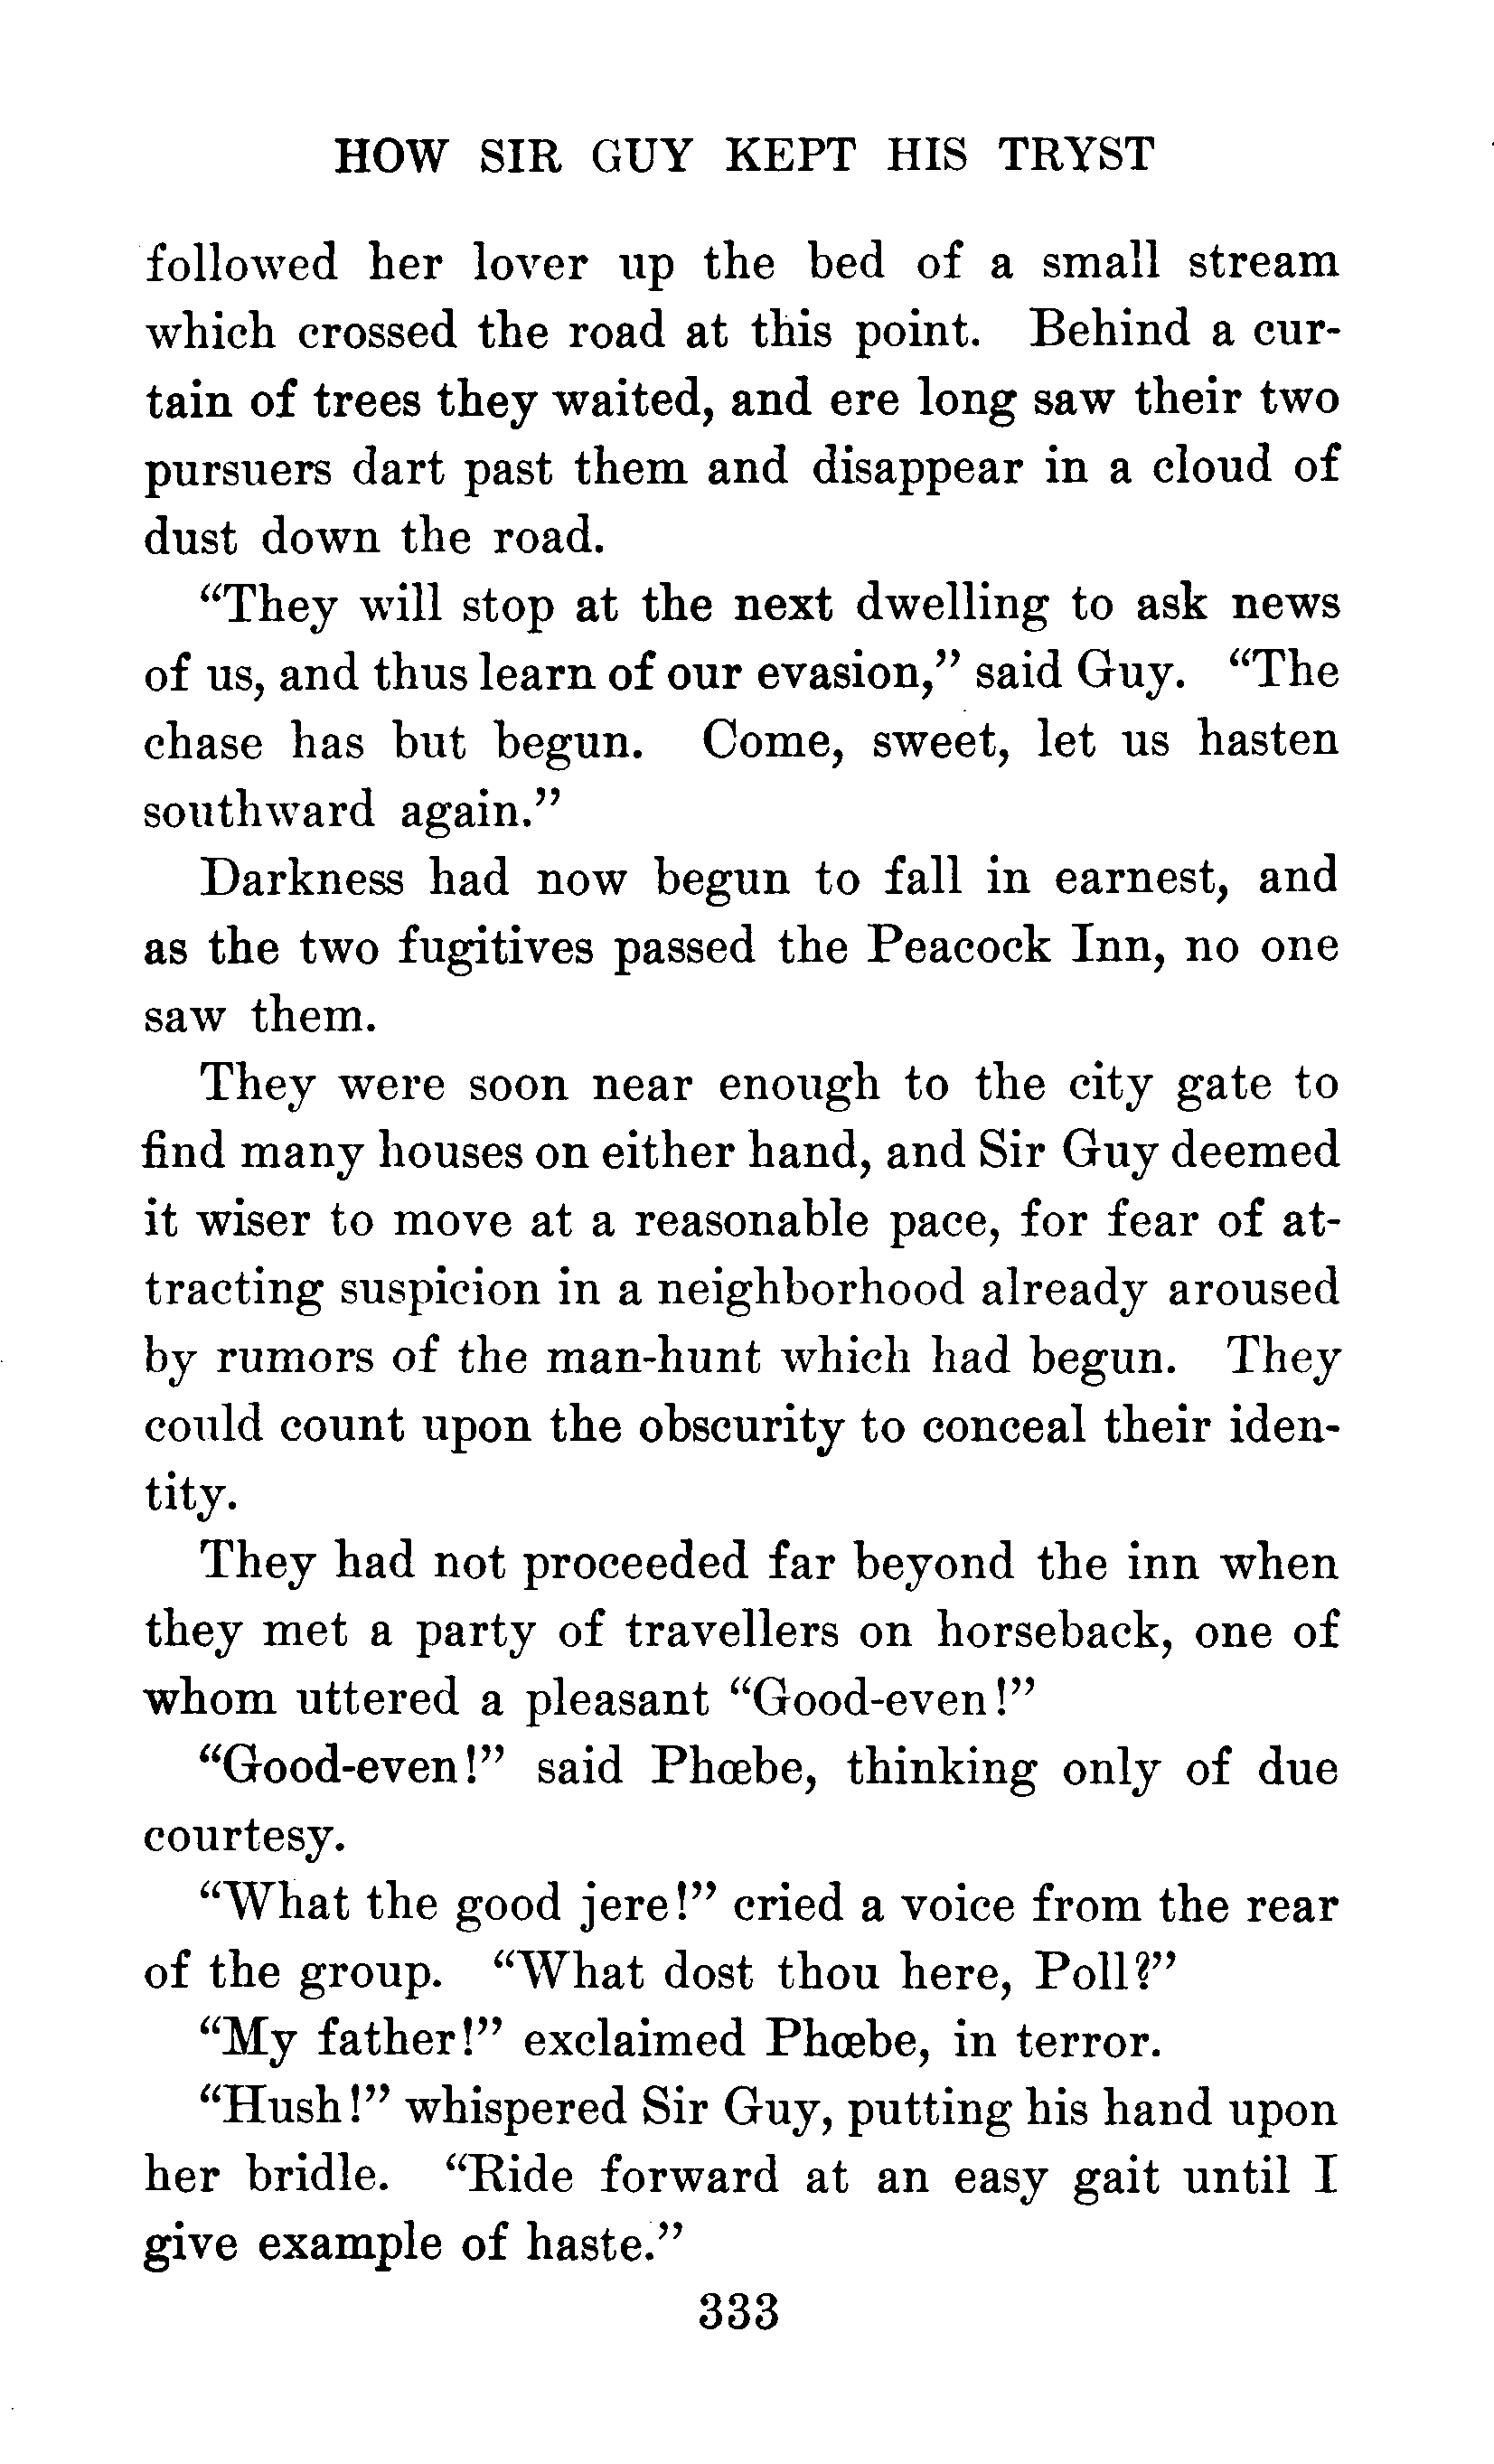 HOW SIR GUY KEPT HIS TRYST
followed her lover up the bed of a small stream
which crossed the road at this point. Behind a cur-
tain of trees they waited, and ere long saw their two
pursuers dart past them and disappear in a cloud of
dust down the road.
“They will stop at the next dwelling to ask news
of us, and thus learn of our evasion,” said Guy. “The
chase has but begun. Come, sweet, let us hasten
southward again.”
Darkness had now begun to fall in earnest, and
as the two fugitives passed the Peacock Inn, no one
saw them.
They were soon near enough to the city gate to
find many houses on either hand, and Sir Guy deemed
it wiser to move at a reasonable pace, for fear of at-
tracting suspicion in a neighborhood already aroused
by rumors of the man-hunt which had begun. They
could count upon the obscurity to conceal their iden-
tity.
They had not proceeded far beyond the inn when
they met a party of travellers on horseback, one of
whom uttered a pleasant “Good-even!”
“Good-even!” said Phœbe, thinking only of due
courtesy.
“What the good jere!” cried a voice from the rear
of the group. “What dost thou here, Poll?”
“My father!” exclaimed Phœbe, in terror.
“Hush!” whispered Sir Guy, putting his hand upon
her bridle. “Ride forward at an easy gait until I
give example of haste.”
333